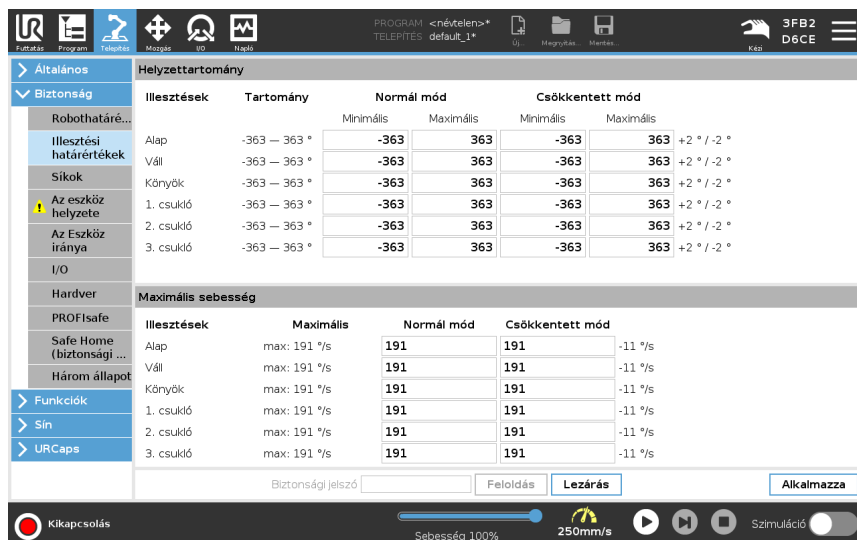 PROGRAM <névtelen>*
TELEPÍTÉS default_1*
3FB2
D6CE
Futtatás Program Telepítés Mozgás I/O Napló Új... Megnyitás... Mentés... Kézi
Általános
Biztonság
Robothatáré...
Illesztési
határértékek
Síkok
Az eszköz
helyzete
Az Eszköz
iránya
I/O
Hardver
PROFIsafe
Safe Home
(biztonsági ...
Három állapot
Funkciók
Sín
URCaps
Helyzettartomány
Illesztések Tartomány Normál mód Csökkentett mód
Minimális Maximális Minimális Maximális
Alap -363 — 363 ° -363 363 -363 363 +2 ° / -2 °
Váll -363 — 363 ° -363 363 -363 363 +2 ° / -2 °
Könyök -363 — 363 ° -363 363 -363 363 +2 ° / -2 °
1. csukló -363 — 363 ° -363 363 -363 363 +2 ° / -2 °
2. csukló -363 — 363 ° -363 363 -363 363 +2 ° / -2 °
3. csukló -363 — 363 ° -363 363 -363 363 +2 ° / -2 °
Maximális sebesség
Illesztések Maximális Normál mód Csökkentett mód
Alap max: 191 °/s 191 191 -11 °/s
Váll max: 191 °/s 191 191 -11 °/s
Könyök max: 191 °/s 191 191 -11 °/s
1. csukló max: 191 °/s 191 191 -11 °/s
2. csukló max: 191 °/s 191 191 -11 °/s
3. csukló max: 191 °/s 191 191 -11 °/s
Biztonsági jelszó Feloldás Lezárás Alkalmazza
Kikapcsolás Sebesség 100% 250mm/s Szimuláció